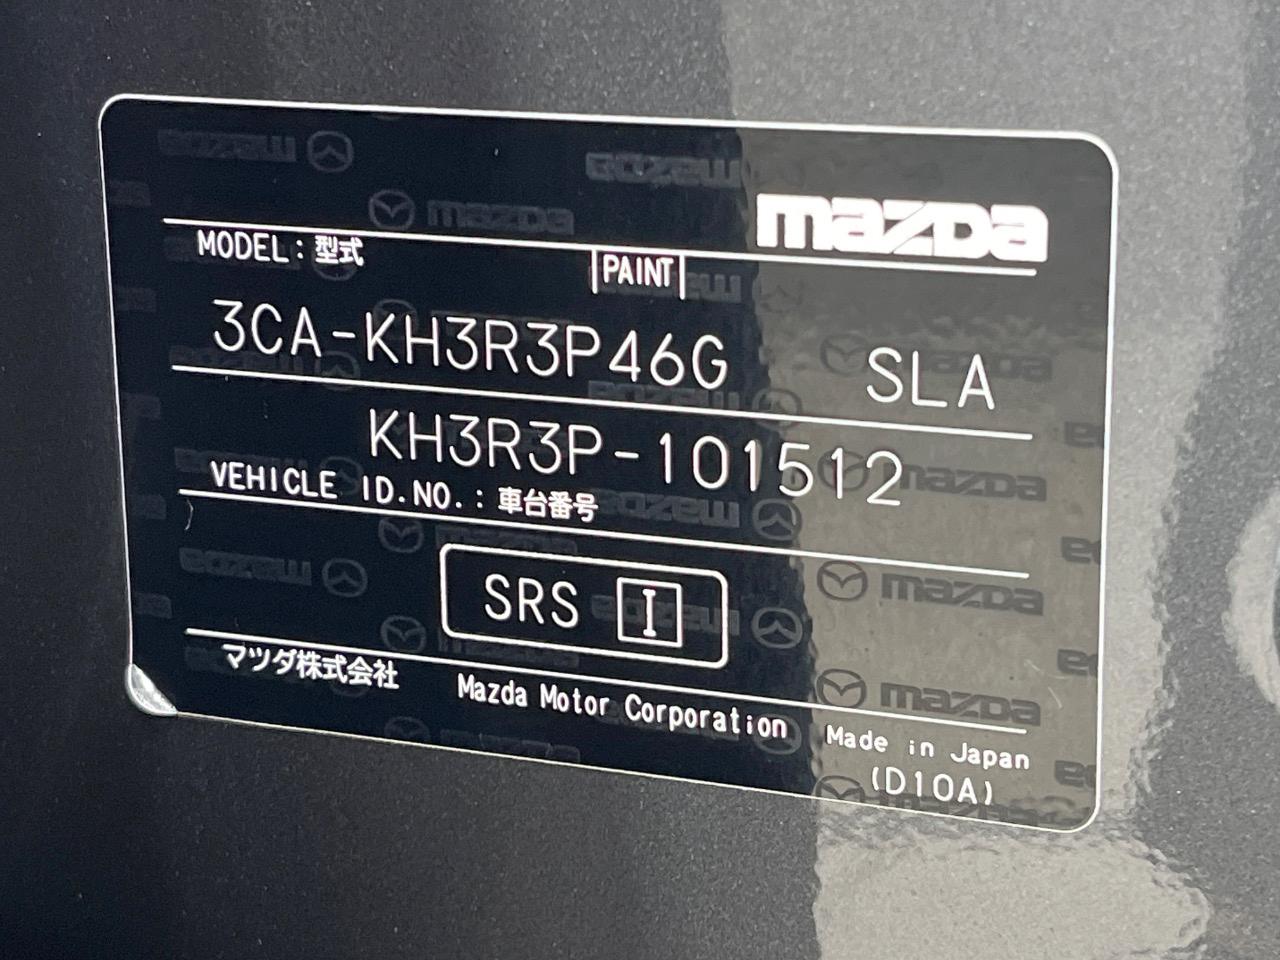 mazda
MODEL:型式
PAINT
3CA-KH3R3P46G SLA
KH3R3P-101512
VEHICLE ID.NO.:車台番号
SRS I
マツダ株式会社 Mazda Motor Corporation
Made in Japan
(D10A)